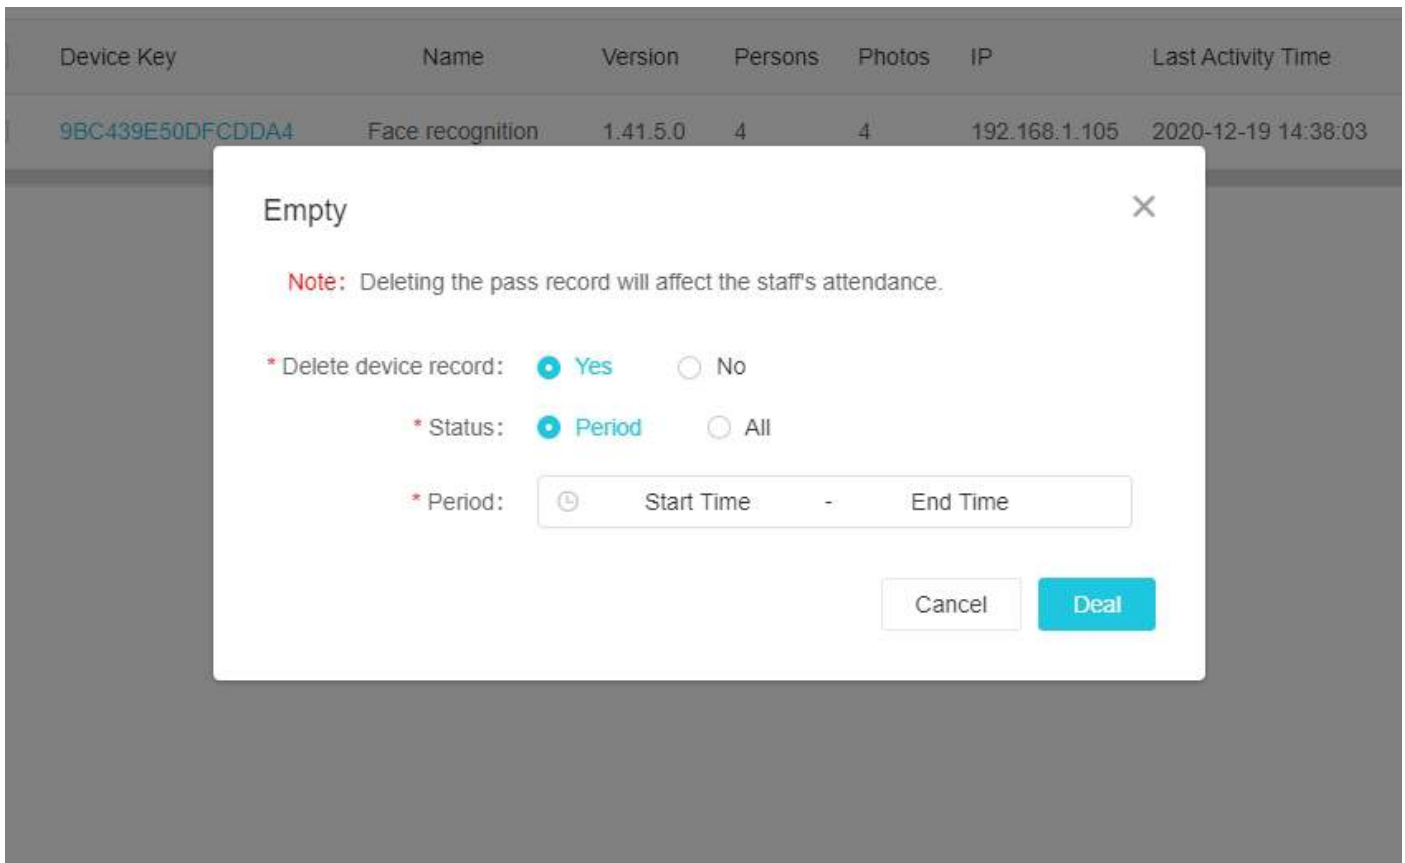 Device Key Name Version Persons Photos IP Last Activity Time
9BC439E50DFCDDA4 Face recognition 1.41.5.0 4 4 192.168.1.105 2020-12-19 14:38:03
Empty
Note: Deleting the pass record will affect the staff's attendance.
* Delete device record: Yes No
* Status: Period All
* Period: Start Time - End Time
Cancel Deal